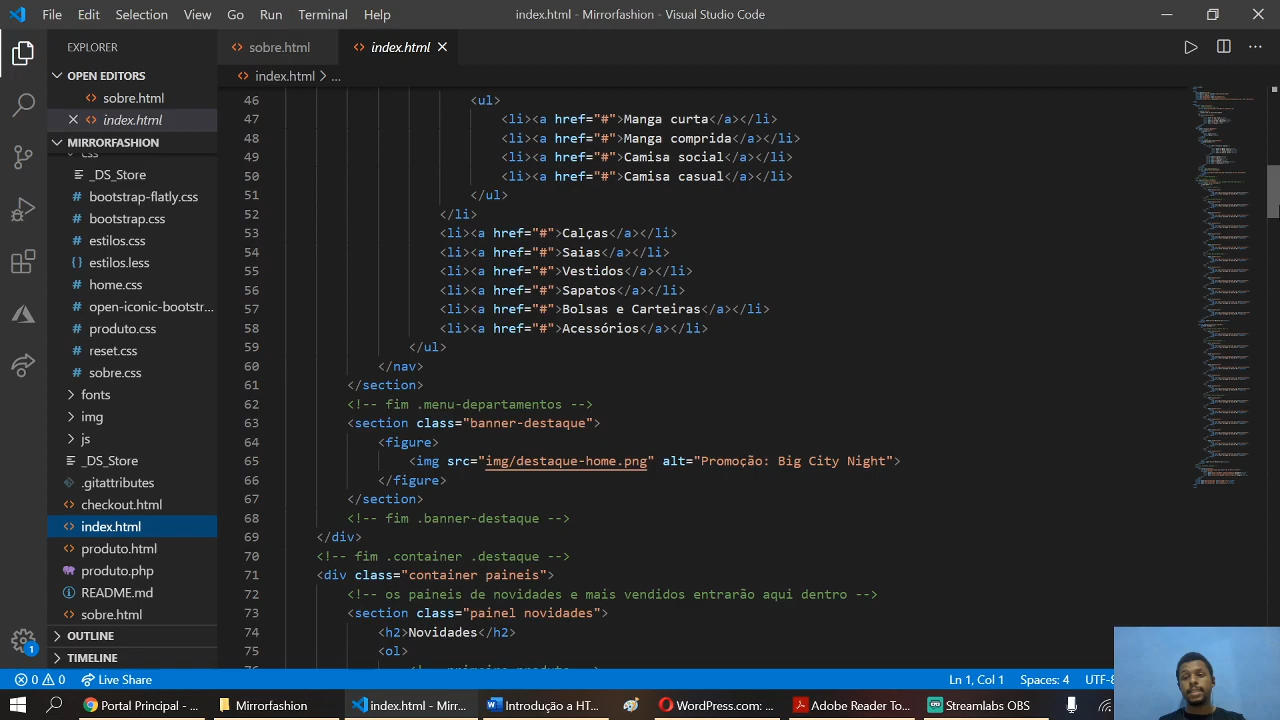 File Edit Selection View Go Run Terminal Help
index.html - Mirrorfashion - Visual Studio Code
EXPLORER
OPEN EDITORS
sobre.html
index.html
MIRRORFASHION
css
_DS_Store
bootstrap-flatly.css
bootstrap.css
estilos.css
estilos.less
home.css
open-iconic-bootstr...
produto.css
reset.css
sobre.css
fonts
img
js
_DS_Store
.gitattributes
checkout.html
index.html
produto.html
produto.php
README.md
sobre.html
OUTLINE
TIMELINE
sobre.html index.html
index.html > ...
46 <ul>
47 <li><a href="#">Manga curta</a></li>
48 <li><a href="#">Manga comprida</a></li>
49 <li><a href="#">Camisa social</a></li>
50 <li><a href="#">Camisa casual</a></li>
51 </ul>
52 </li>
53 <li><a href="#">Calças</a></li>
54 <li><a href="#">Saias</a></li>
55 <li><a href="#">Vestidos</a></li>
56 <li><a href="#">Sapatos</a></li>
57 <li><a href="#">Bolsas e Carteiras</a></li>
58 <li><a href="#">Acessórios</a></li>
59 </ul>
60 </nav>
61 </section>
62 <!-- fim .menu-departamentos -->
63 <section class="banner-destaque">
64 <figure>
65 <img src="img/destaque-home.png" alt="Promoção: Big City Night">
66 </figure>
67 </section>
68 <!-- fim .banner-destaque -->
69 </div>
70 <!-- fim .container .destaque -->
71 <div class="container paineis">
72 <!-- os paineis de novidades e mais vendidos entrarão aqui dentro -->
73 <section class="painel novidades">
74 <h2>Novidades</h2>
75 <ol>
76 <!-- primeiro produto -->
1
0 0 Live Share
Ln 1, Col 1 Spaces: 4 UTF-8
Portal Principal - ... Mirrorfashion index.html - Mirr... Introdução a HT... WordPress.com: ... Adobe Reader To... Streamlabs OBS